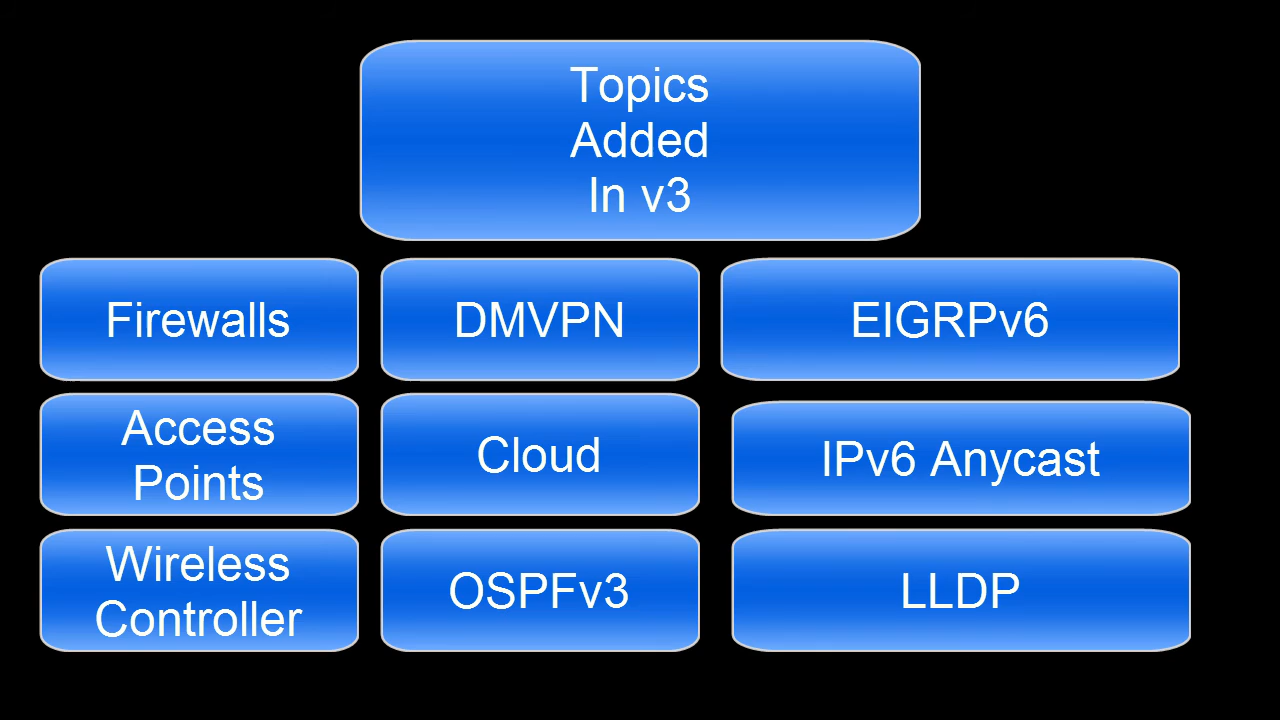 Topics
Added
In v3
Firewalls
DMVPN
EIGRPv6
Access
Points
Cloud
IPv6 Anycast
Wireless
Controller
OSPFv3
LLDP